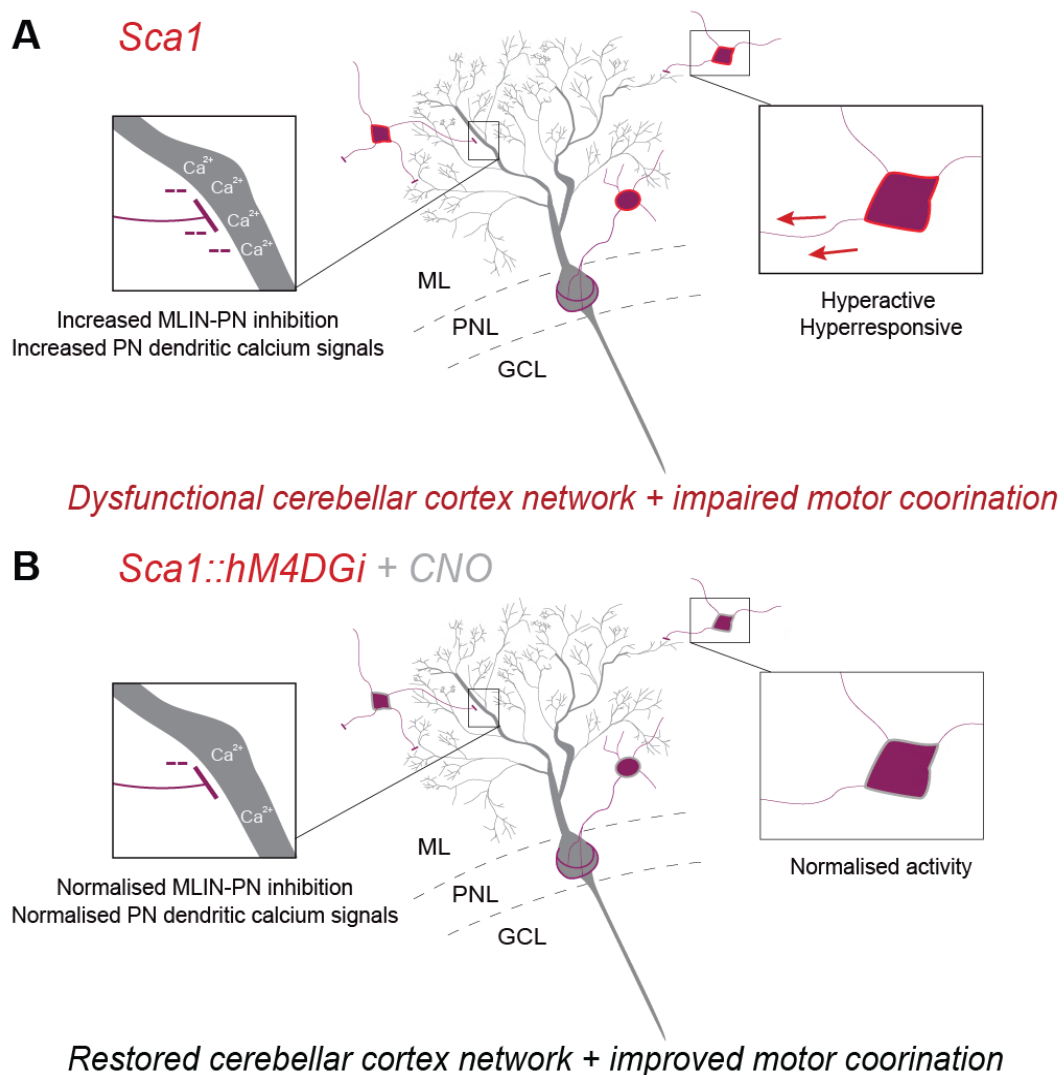 A
Sca1
Ca²⁺
Ca²⁺
Ca²⁺
Ca²⁺
Increased MLIN-PN inhibition
Increased PN dendritic calcium signals
ML
PNL
GCL
Hyperactive
Hyperresponsive
Dysfunctional cerebellar cortex network + impaired motor coorination
B
Sca1::hM4DGi + CNO
Ca²⁺
Ca²⁺
Normalised MLIN-PN inhibition
Normalised PN dendritic calcium signals
ML
PNL
GCL
Normalised activity
Restored cerebellar cortex network + improved motor coorination